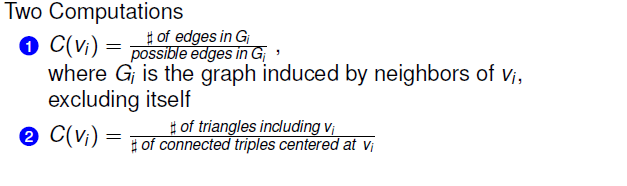 Two Computations
1 C(vᵢ) = ♯ of edges in Gᵢ / possible edges in Gᵢ ,
where Gᵢ is the graph induced by neighbors of vᵢ,
excluding itself
2 C(vᵢ) = ♯ of triangles including vᵢ / ♯ of connected triples centered at vᵢ